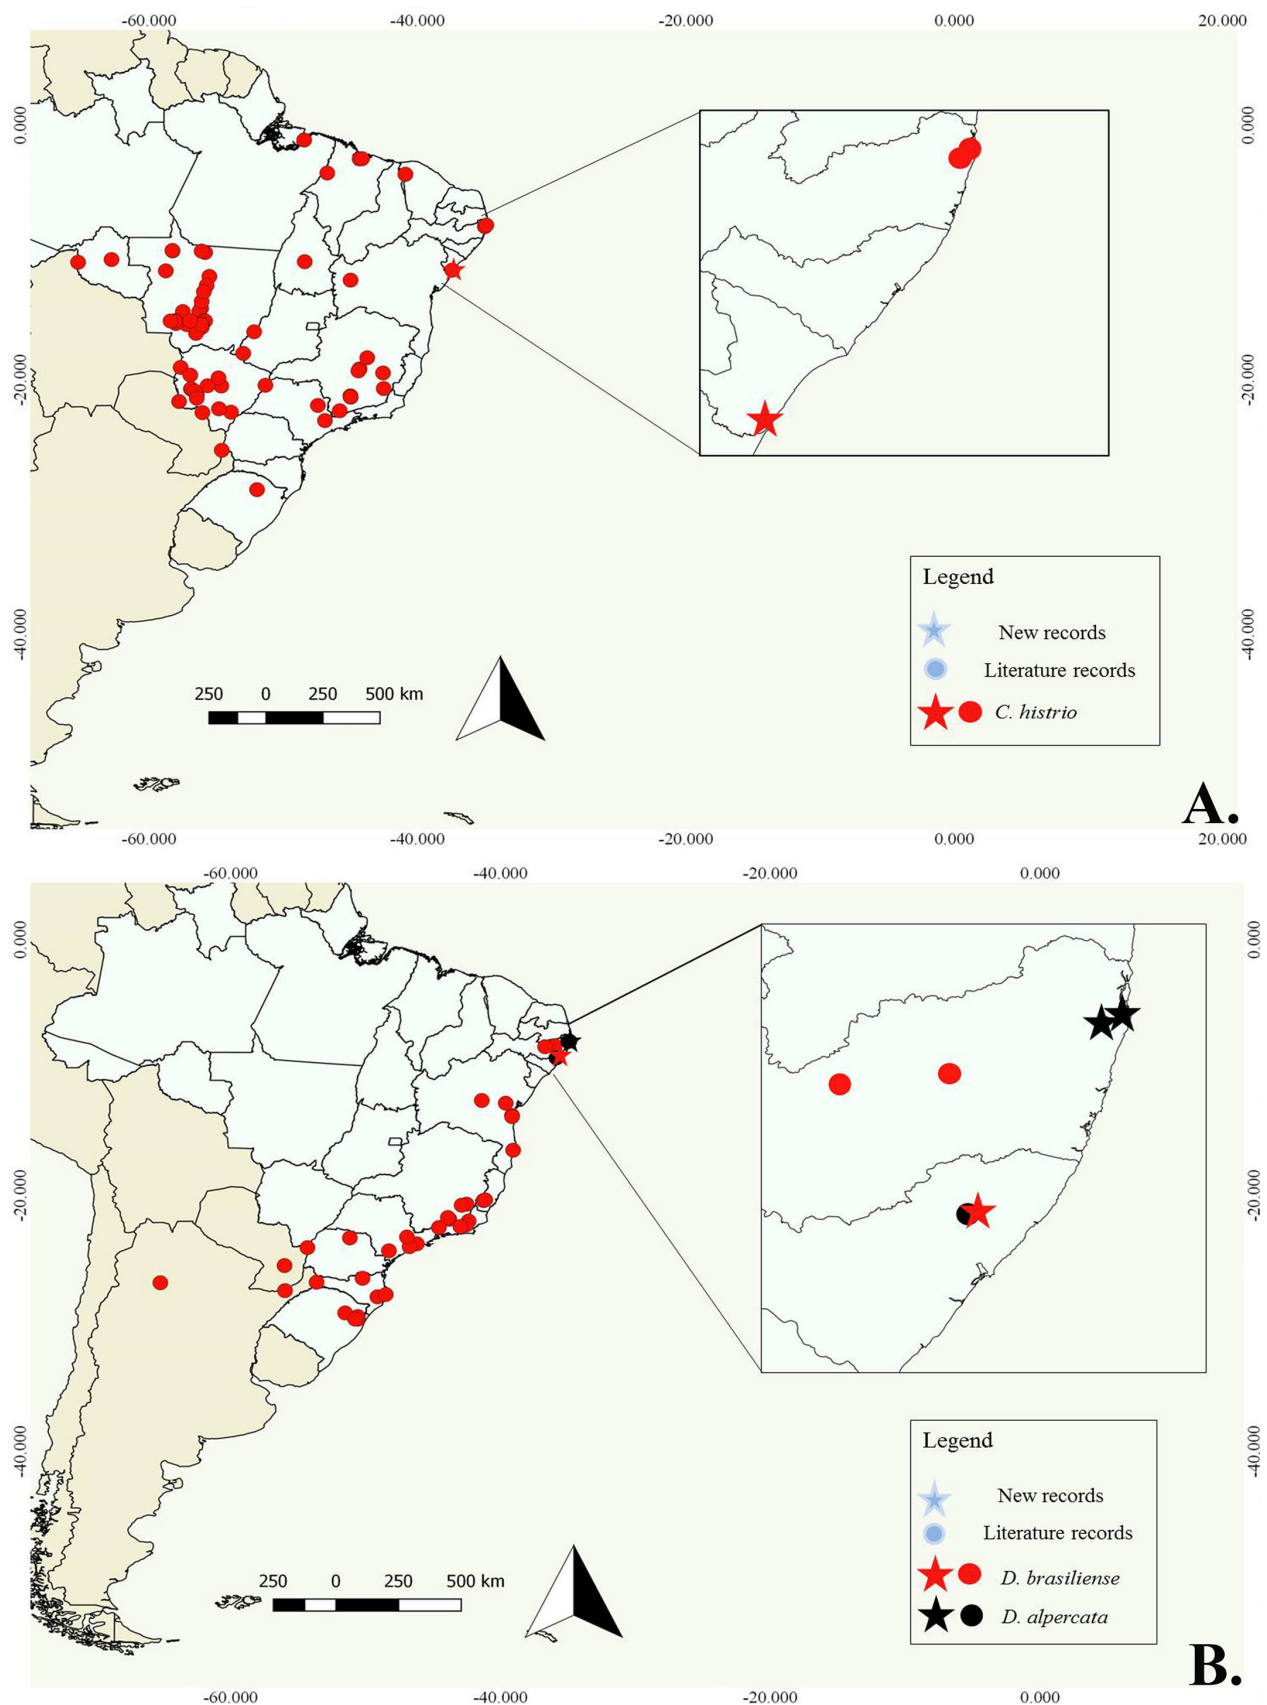 -60.000 -40.000 -20.000 0.000 20.000
0.000 0.000
-20.000 -20.000
-40.000 -40.000
Legend
New records
Literature records
C. histrio
250 0 250 500 km
A.
-60.000 -40.000 -20.000 0.000 20.000
-60.000 -40.000 -20.000 0.000
0.000 0.000
-20.000 -20.000
-40.000 -40.000
Legend
New records
Literature records
D. brasiliense
D. alpercata
250 0 250 500 km
B.
-60.000 -40.000 -20.000 0.000